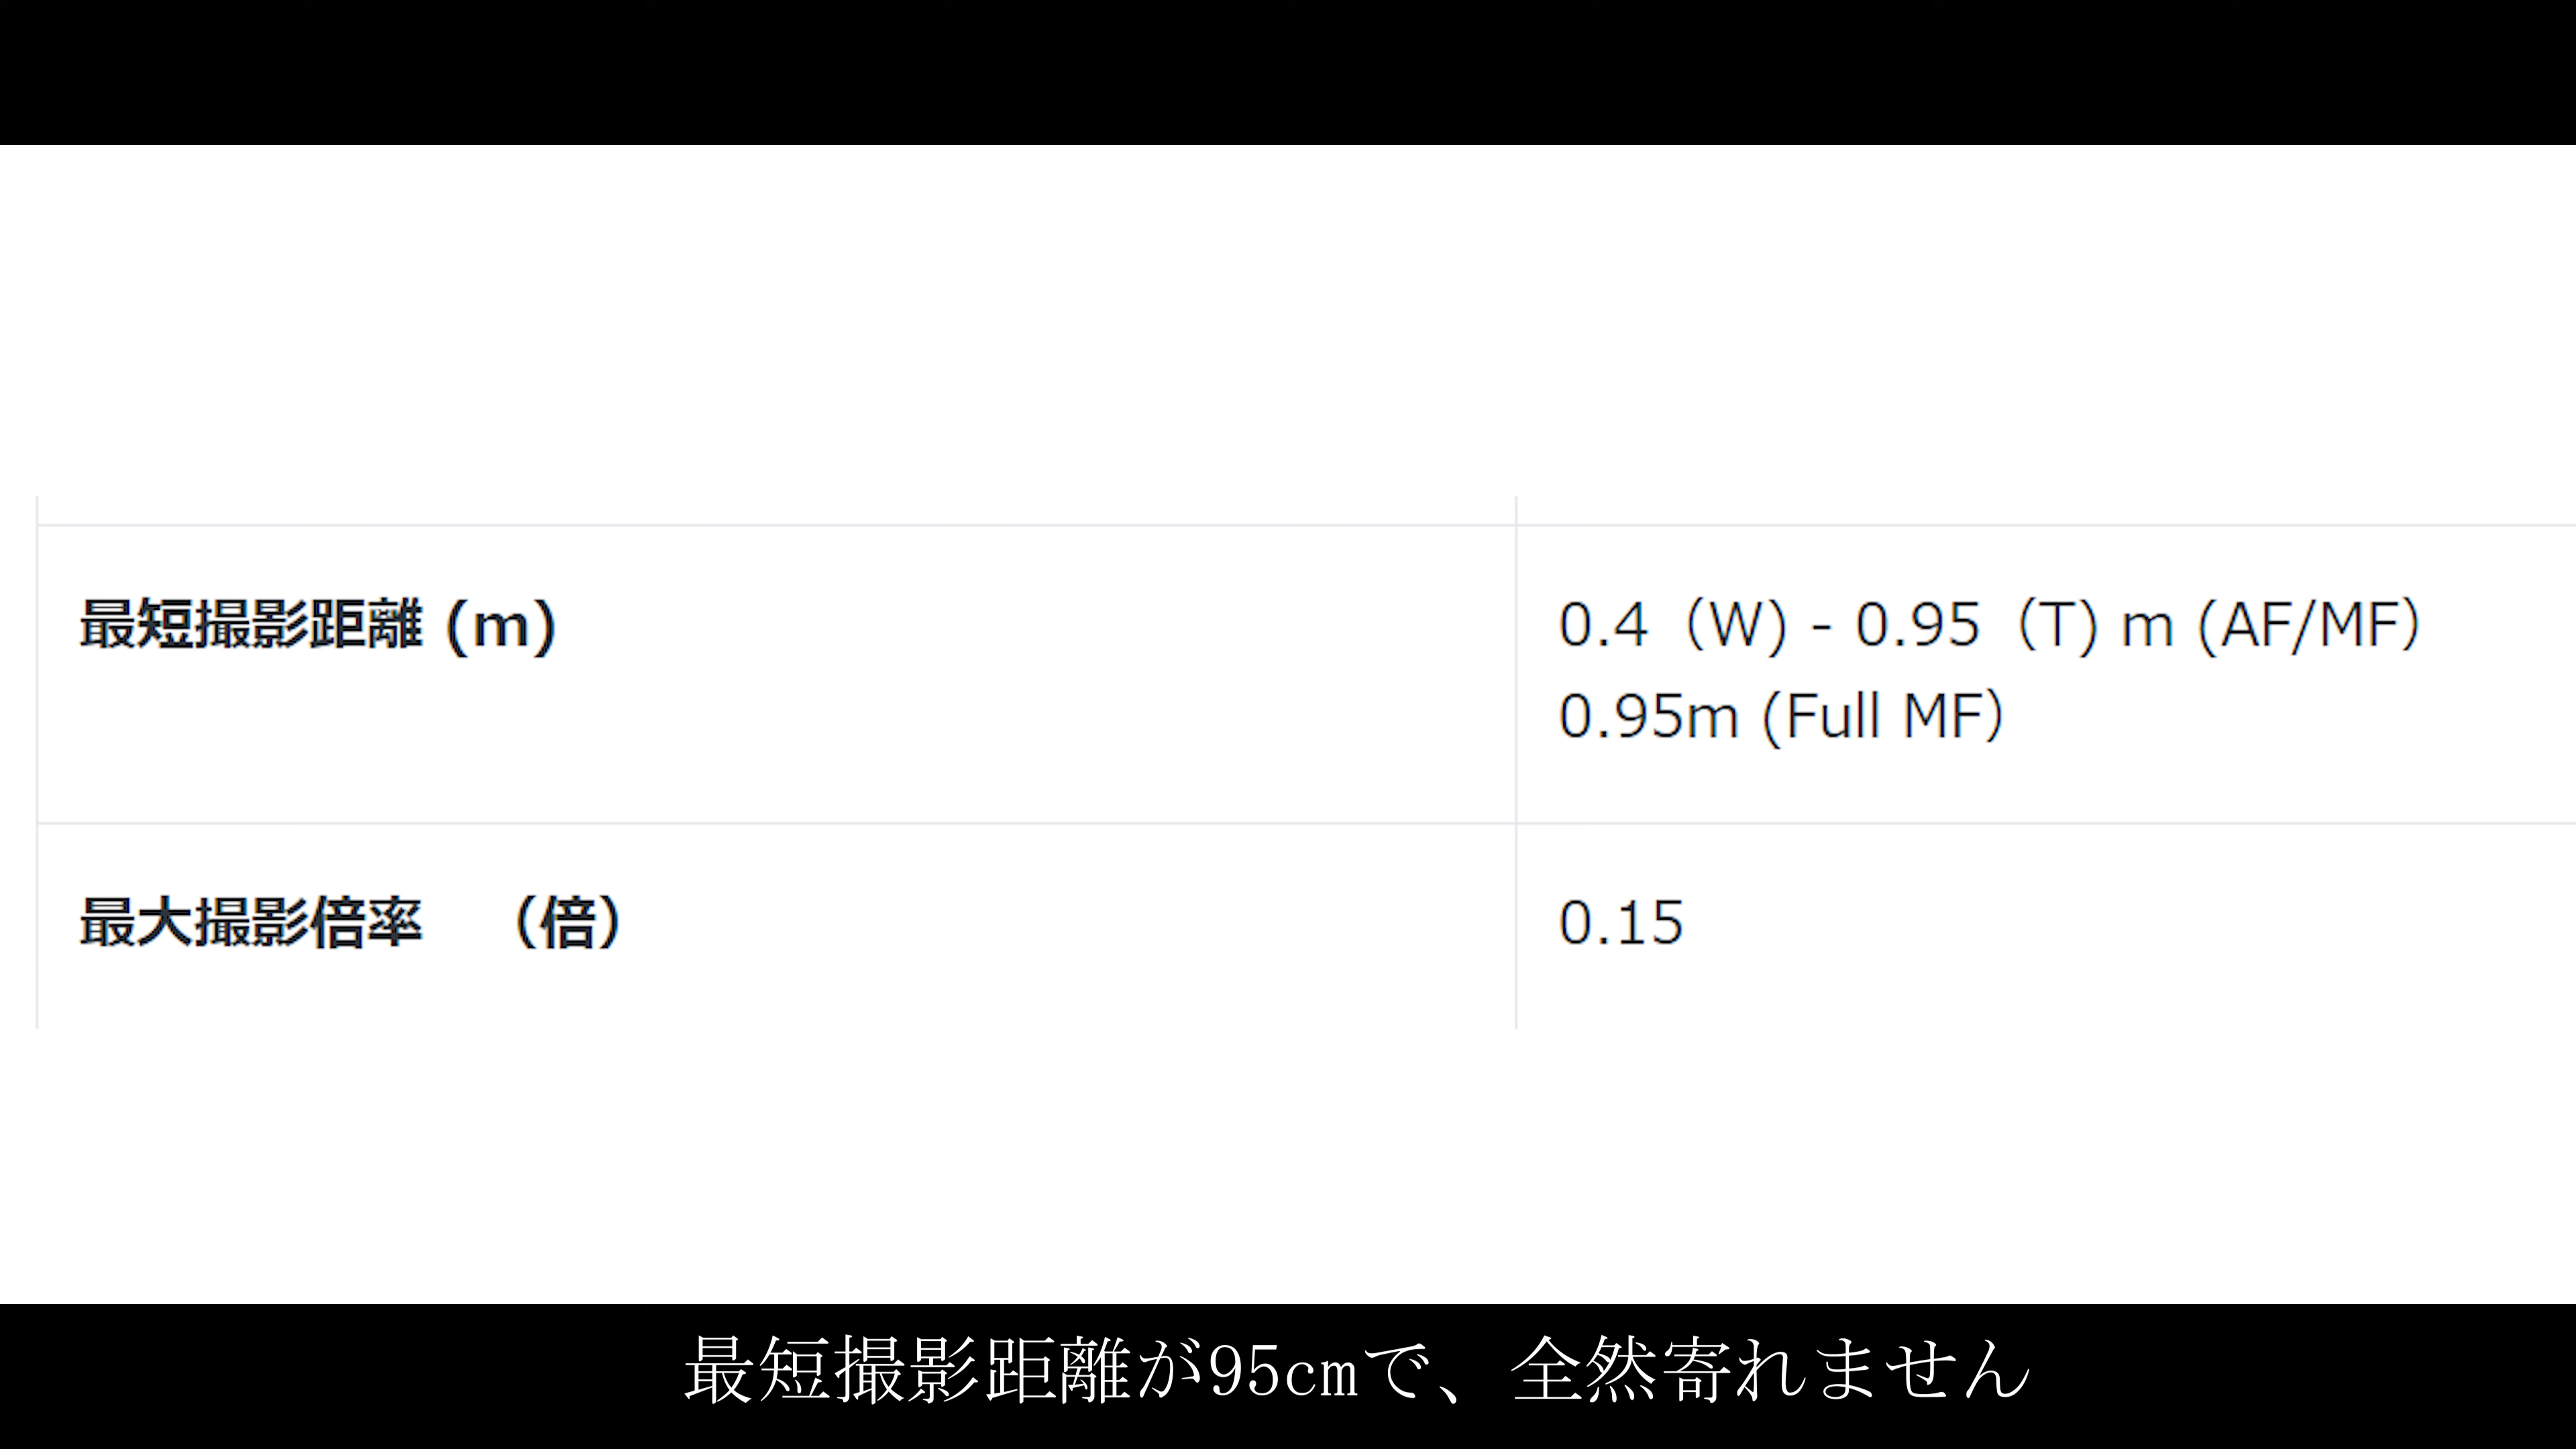 最短撮影距離 (m)
0.4（W) - 0.95（T) m (AF/MF）
0.95m (Full MF）
最大撮影倍率　（倍）
0.15
最短撮影距離が95cmで、全然寄れません